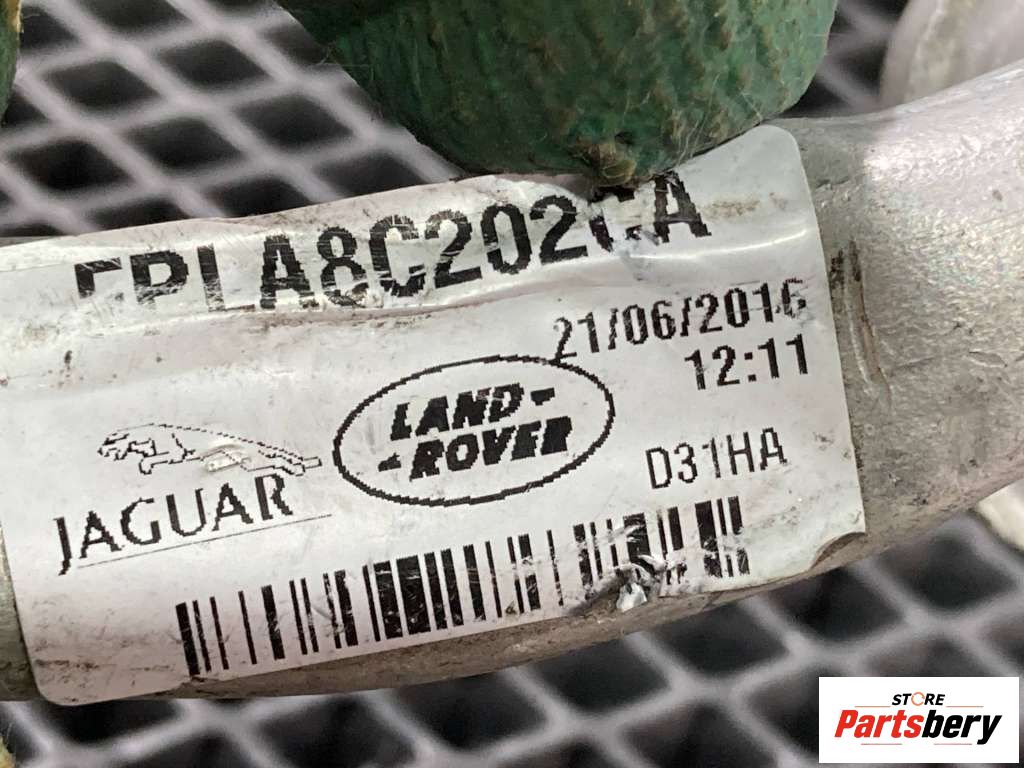 FPLA8C202CA
21/06/2016
12:11
LAND-
-ROVER
JAGUAR
D31HA
STORE
Partsbery